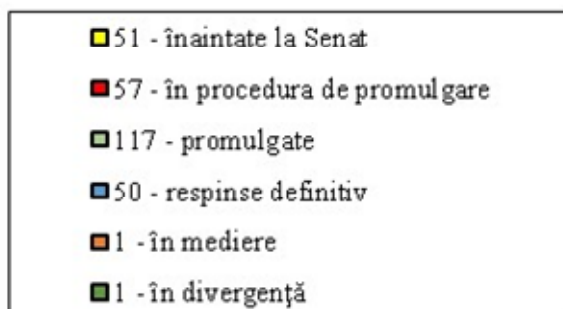 51 - înaintate la Senat
57 - în procedura de promulgare
117 - promulgate
50 - respinse definitiv
1 - în mediere
1 - în divergenţă